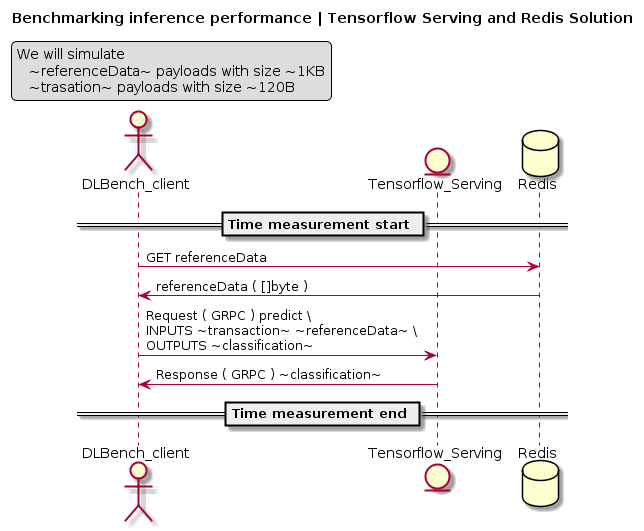 Benchmarking inference performance | Tensorflow Serving and Redis Solution
We will simulate
~referenceData~ payloads with size ~1KB
~trasation~ payloads with size ~120B
DLBench_client
Tensorflow_Serving
Redis
Time measurement start
GET referenceData
referenceData ( []byte )
Request ( GRPC ) predict \
INPUTS ~transaction~ ~referenceData~ \
OUTPUTS ~classification~
Response ( GRPC ) ~classification~
Time measurement end
DLBench_client
Tensorflow_Serving
Redis